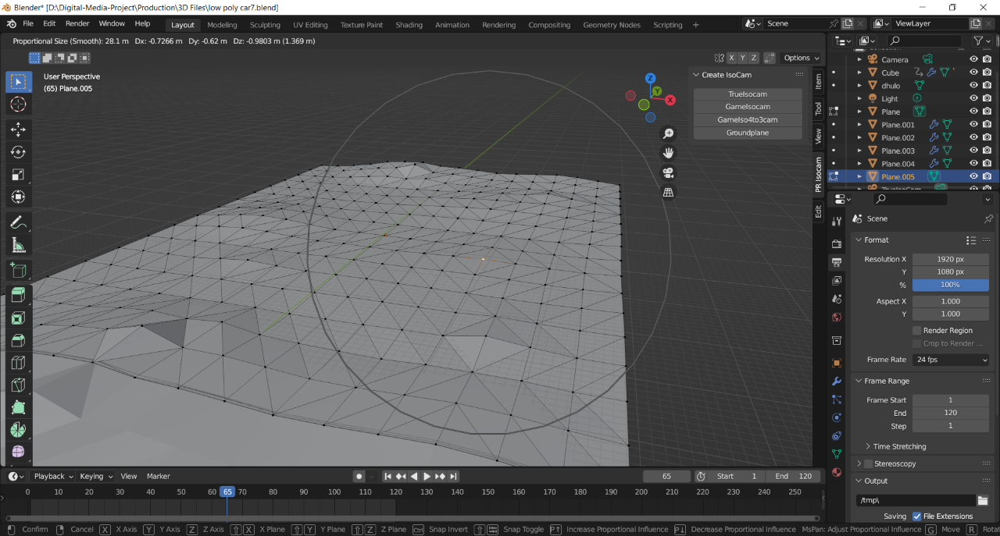 Blender* [D:\Digital-Media-Project\Production\3D Files\low poly car7.blend]
File Edit Render Window Help Layout Modeling Sculpting UV Editing Texture Paint Shading Animation Rendering Compositing Geometry Nodes Scripting + Scene ViewLayer
Proportional Size (Smooth): 28.1 m Dx: -0.7266 m Dy: -0.62 m Dz: -0.9803 m (1.369 m)
X Y Z Options
User Perspective
(65) Plane.005
Create IsoCam
TrueIsocam
GameIsocam
GameIso4to3cam
Groundplane
Z
Y
X
Item
Tool
View
PR Isocam
Edit
Camera
Cube
dhulo
Light
Plane
Plane.001
Plane.002
Plane.003
Plane.004
Plane.005
TrueIsoCam
Scene
Format
Resolution X 1920 px
Y 1080 px
% 100%
Aspect X 1.000
Y 1.000
Render Region
Crop to Render ...
Frame Rate 24 fps
Frame Range
Frame Start 1
End 120
Step 1
Time Stretching
Stereoscopy
Output
/tmp\
Saving File Extensions
Playback Keying View Marker 65 Start 1 End 120
0 10 20 30 40 50 60 65 70 80 90 100 110 120 130 140 150 160 170 180 190 200 210 220 230 240 250
Confirm Cancel X X Axis Y Y Axis Z Z Axis X X Plane Y Y Plane Z Z Plane Ctrl Snap Invert Snap Toggle P↑ Increase Proportional Influence P↓ Decrease Proportional Influence MsPan: Adjust Proportional Influence G Move R Rota